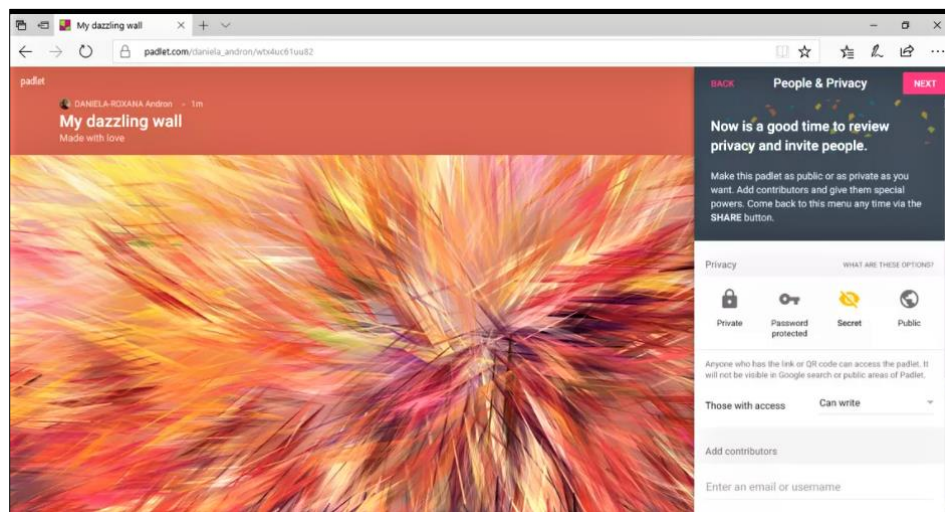 My dazzling wall
padlet.com/daniela_andron/wtx4uc61uu82
padlet
DANIELA-ROXANA Andron - 1m
My dazzling wall
Made with love
BACK
People & Privacy
NEXT
Now is a good time to review
privacy and invite people.
Make this padlet as public or as private as you
want. Add contributors and give them special
powers. Come back to this menu any time via the
SHARE button.
Privacy
WHAT ARE THESE OPTIONS?
Private
Password
protected
Secret
Public
Anyone who has the link or QR code can access the padlet. It
will not be visible in Google search or public areas of Padlet.
Those with access
Can write
Add contributors
Enter an email or username